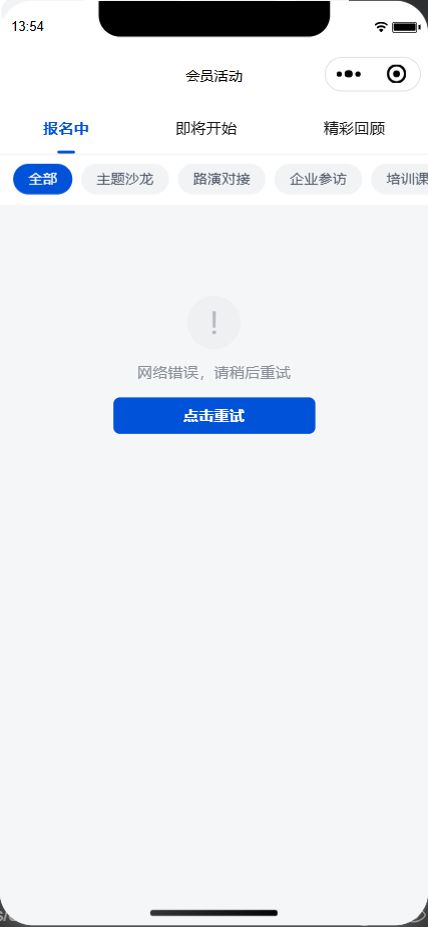 13:54
会员活动
报名中 即将开始 精彩回顾
全部 主题沙龙 路演对接 企业参访 培训课
!
网络错误，请稍后重试
点击重试